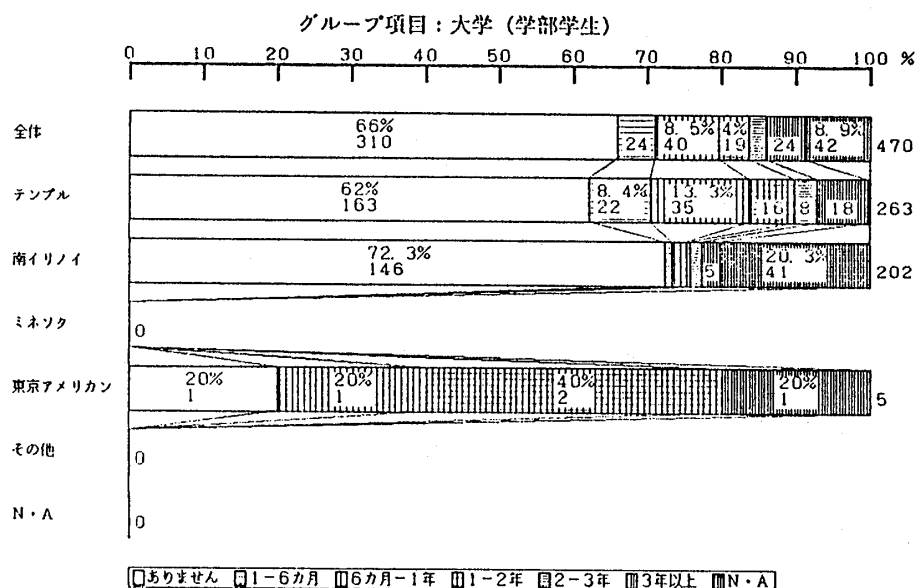 グループ項目：大学（学部学生）
0 10 20 30 40 50 60 70 80 90 100 %
全体 66% 310 24 8.5% 40 4% 19 24 8.9% 42 470
テンプル 62% 163 8.4% 22 13.3% 35 16 8 18 263
南イリノイ 72.3% 146 5 20.3% 41 202
ミネソタ 0
東京アメリカン 20% 1 20% 1 40% 2 20% 1 5
その他 0
N・A 0
ありません 1-6カ月 6カ月-1年 1-2年 2-3年 3年以上 N・A